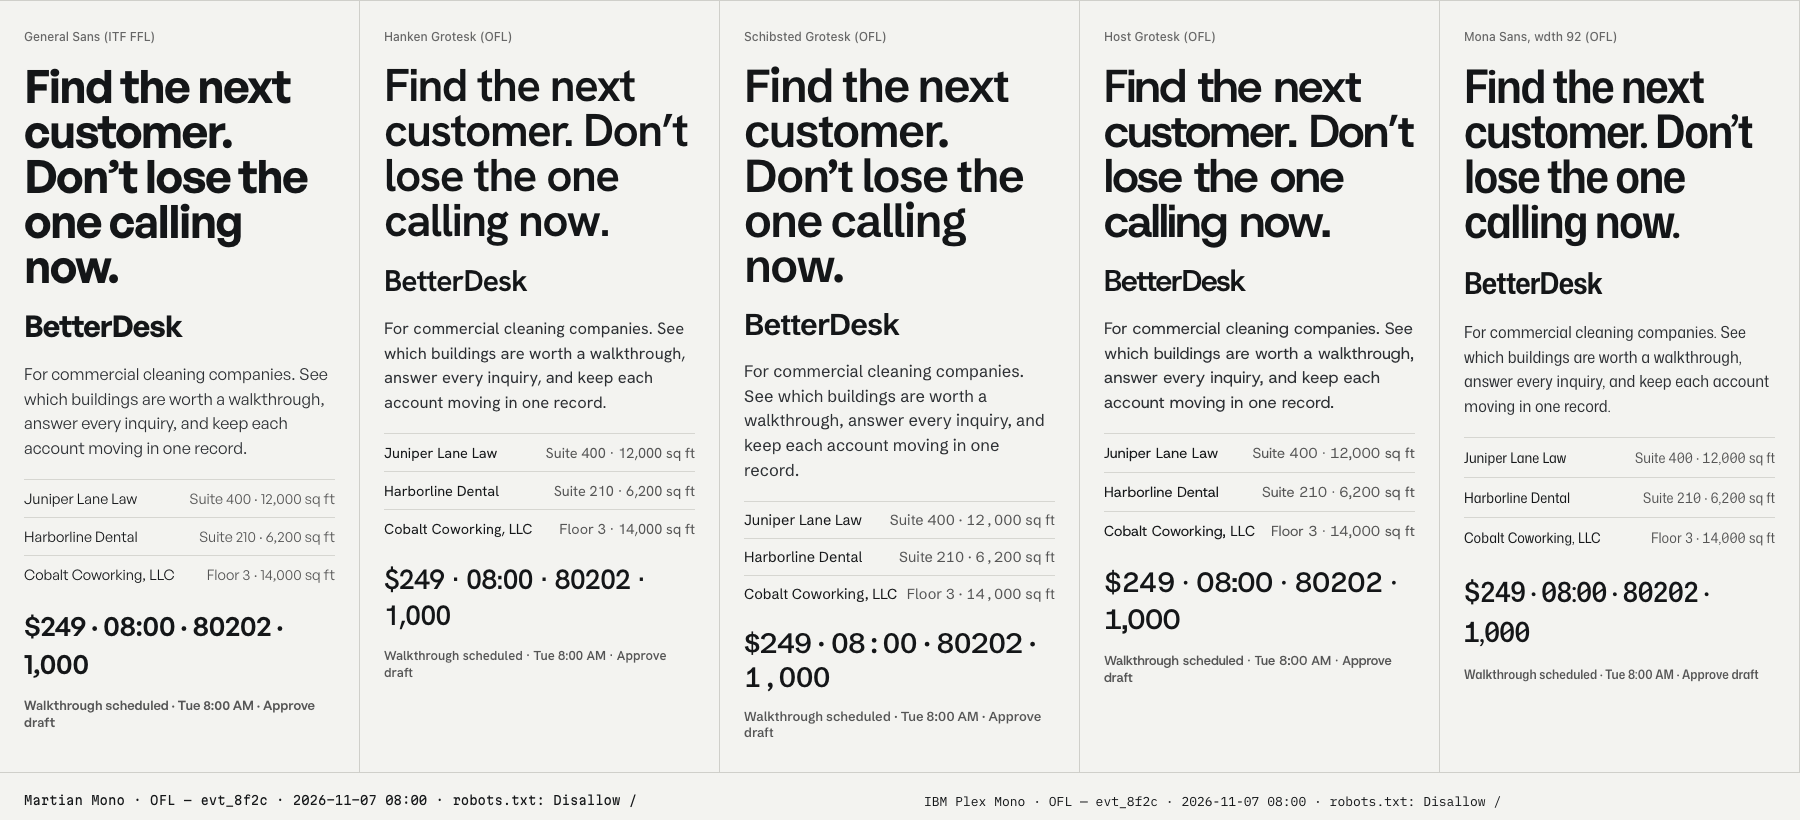 General Sans (ITF FFL)
Find the next
customer.
Don’t lose the
one calling
now.
BetterDesk
For commercial cleaning companies. See
which buildings are worth a walkthrough,
answer every inquiry, and keep each
account moving in one record.
Juniper Lane Law Suite 400 · 12,000 sq ft
Harborline Dental Suite 210 · 6,200 sq ft
Cobalt Coworking, LLC Floor 3 · 14,000 sq ft
$249 · 08:00 · 80202 ·
1,000
Walkthrough scheduled · Tue 8:00 AM · Approve
draft
Hanken Grotesk (OFL)
Find the next
customer. Don’t
lose the one
calling now.
BetterDesk
For commercial cleaning companies. See
which buildings are worth a walkthrough,
answer every inquiry, and keep each
account moving in one record.
Juniper Lane Law Suite 400 · 12,000 sq ft
Harborline Dental Suite 210 · 6,200 sq ft
Cobalt Coworking, LLC Floor 3 · 14,000 sq ft
$249 · 08:00 · 80202 ·
1,000
Walkthrough scheduled · Tue 8:00 AM · Approve
draft
Schibsted Grotesk (OFL)
Find the next
customer.
Don’t lose the
one calling
now.
BetterDesk
For commercial cleaning companies.
See which buildings are worth a
walkthrough, answer every inquiry, and
keep each account moving in one
record.
Juniper Lane Law Suite 400 · 12,000 sq ft
Harborline Dental Suite 210 · 6,200 sq ft
Cobalt Coworking, LLC Floor 3 · 14,000 sq ft
$249 · 08:00 · 80202 ·
1,000
Walkthrough scheduled · Tue 8:00 AM · Approve
draft
Host Grotesk (OFL)
Find the next
customer. Don’t
lose the one
calling now.
BetterDesk
For commercial cleaning companies. See
which buildings are worth a walkthrough,
answer every inquiry, and keep each
account moving in one record.
Juniper Lane Law Suite 400 · 12,000 sq ft
Harborline Dental Suite 210 · 6,200 sq ft
Cobalt Coworking, LLC Floor 3 · 14,000 sq ft
$249 · 08:00 · 80202 ·
1,000
Walkthrough scheduled · Tue 8:00 AM · Approve
draft
Mona Sans, wdth 92 (OFL)
Find the next
customer. Don’t
lose the one
calling now.
BetterDesk
For commercial cleaning companies. See
which buildings are worth a walkthrough,
answer every inquiry, and keep each account
moving in one record.
Juniper Lane Law Suite 400 · 12,000 sq ft
Harborline Dental Suite 210 · 6,200 sq ft
Cobalt Coworking, LLC Floor 3 · 14,000 sq ft
$249 · 08:00 · 80202 ·
1,000
Walkthrough scheduled · Tue 8:00 AM · Approve draft
Martian Mono · OFL — evt_8f2c · 2026-11-07 08:00 · robots.txt: Disallow /
IBM Plex Mono · OFL — evt_8f2c · 2026-11-07 08:00 · robots.txt: Disallow /